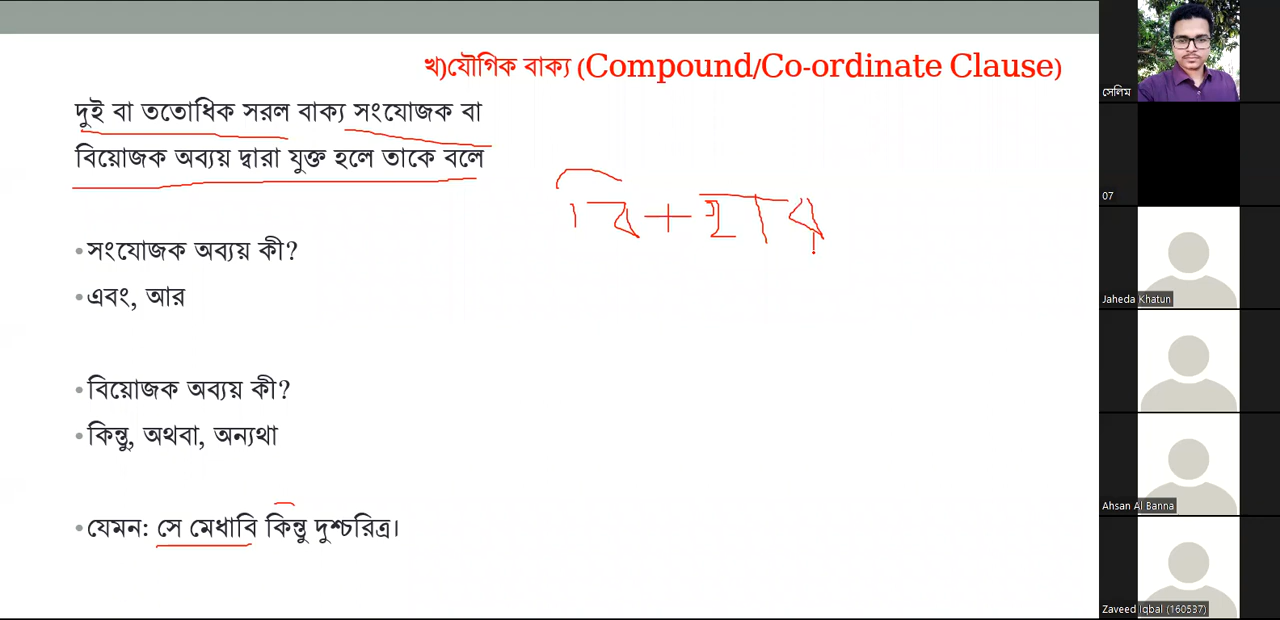 খ)যৌগিক বাক্য (Compound/Co-ordinate Clause)
দুই বা ততোধিক সরল বাক্য সংযোজক বা
বিয়োজক অব্যয় দ্বারা যুক্ত হলে তাকে বলে
বি+হার
• সংযোজক অব্যয় কী?
• এবং, আর
• বিয়োজক অব্যয় কী?
• কিন্তু, অথবা, অন্যথা
• যেমন: সে মেধাবি কিন্তু দুশ্চরিত্র।
সেলিম
07
Jaheda Khatun
Ahsan Al Banna
Zaveed Iqbal (160537)